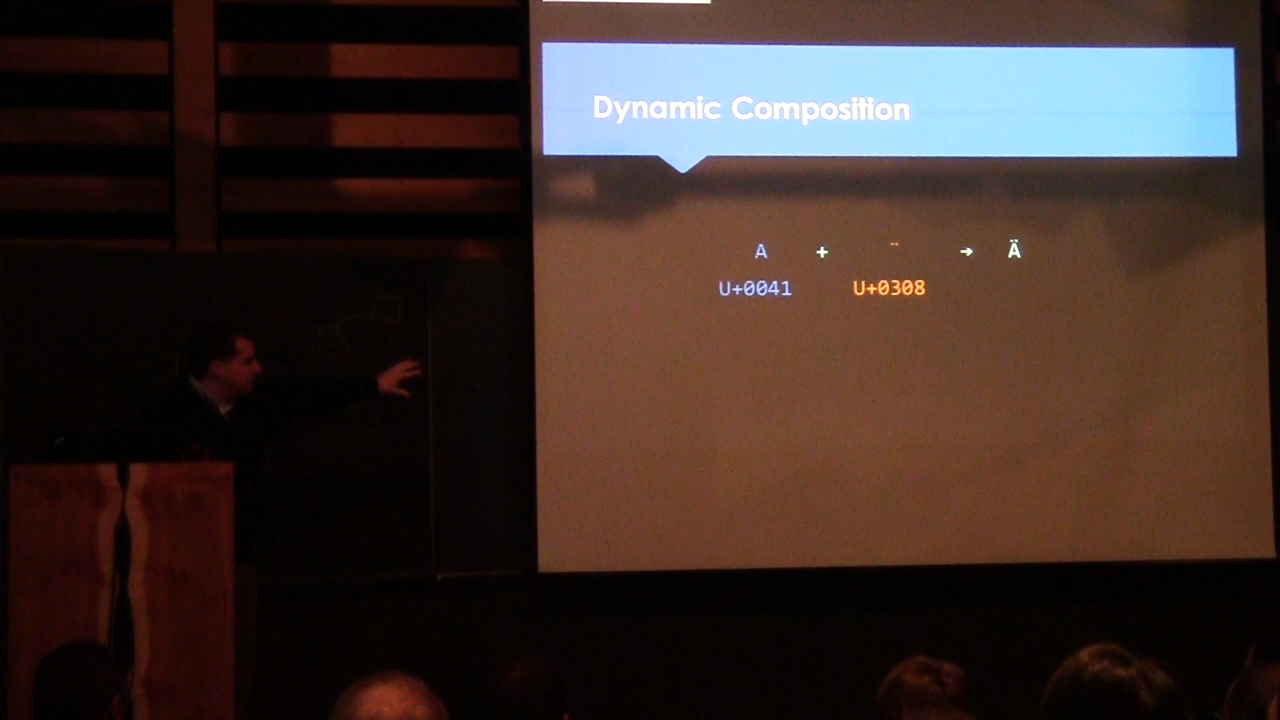 Dynamic Composition
A + ̈ → Ä
U+0041 U+0308